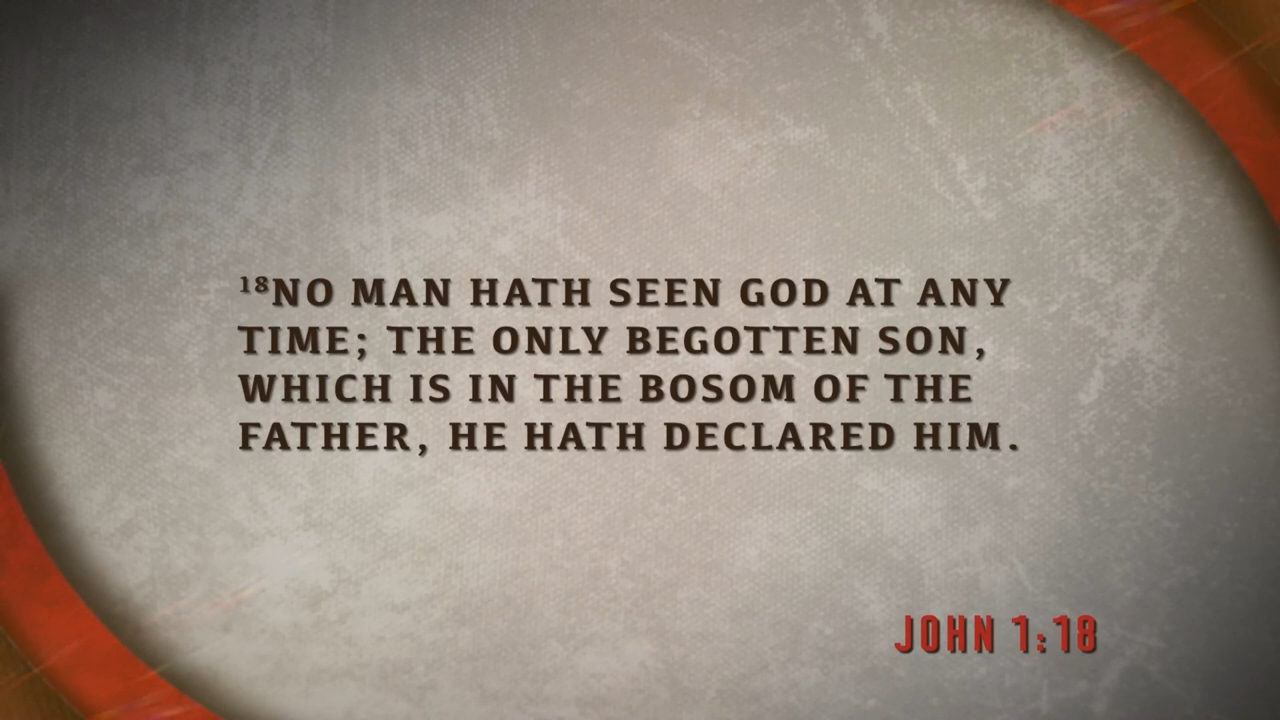 ¹⁸NO MAN HATH SEEN GOD AT ANY
TIME; THE ONLY BEGOTTEN SON,
WHICH IS IN THE BOSOM OF THE
FATHER, HE HATH DECLARED HIM.
JOHN 1:18